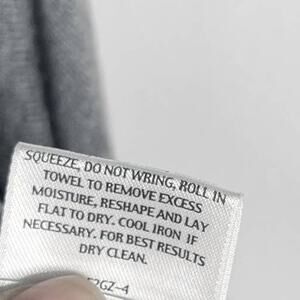 SQUEEZE, DO NOT WRING, ROLL IN
TOWEL TO REMOVE EXCESS
MOISTURE, RESHAPE AND LAY
FLAT TO DRY. COOL IRON IF
NECESSARY. FOR BEST RESULTS
DRY CLEAN.